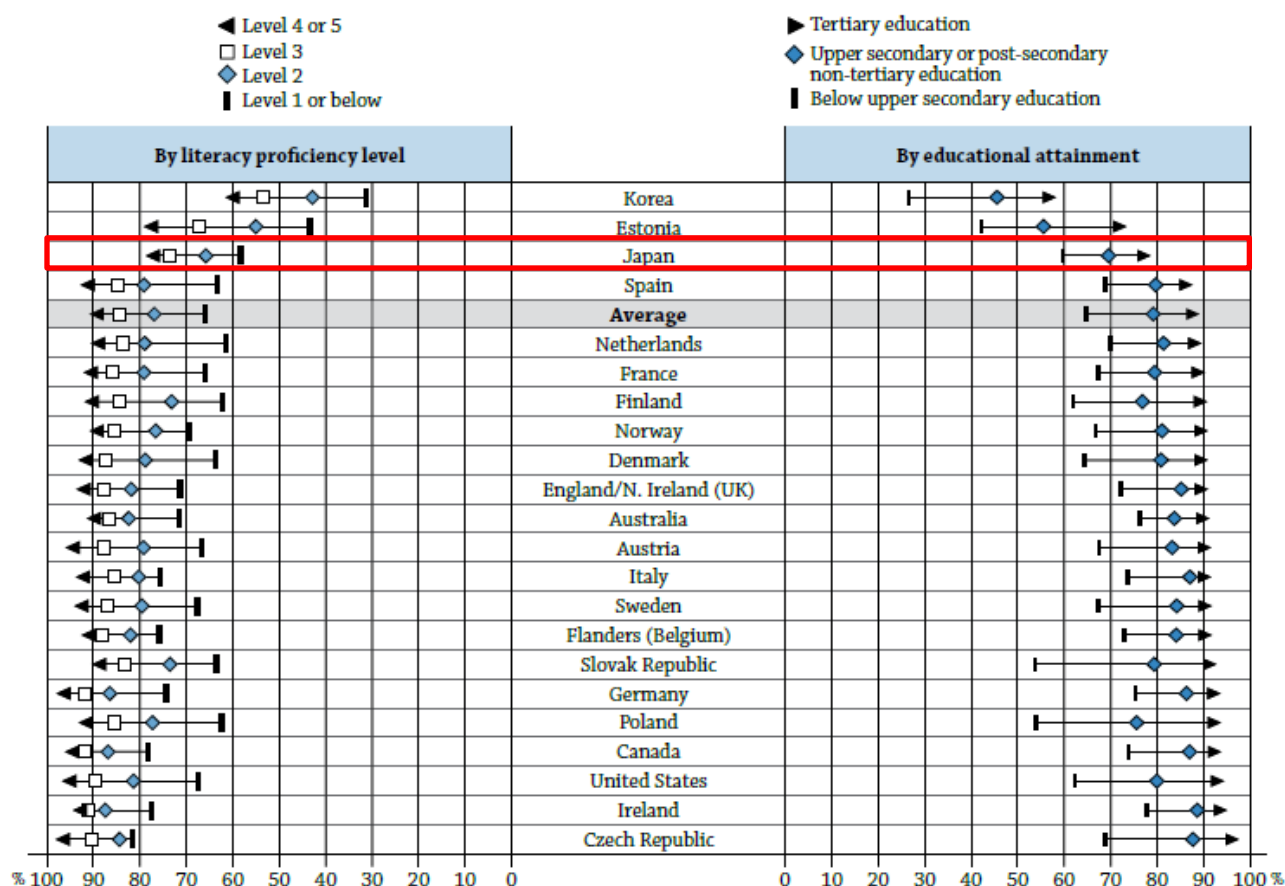 Level 4 or 5
Level 3
Level 2
Level 1 or below
Tertiary education
Upper secondary or post-secondary
non-tertiary education
Below upper secondary education
By literacy proficiency level
By educational attainment
Korea
Estonia
Japan
Spain
Average
Netherlands
France
Finland
Norway
Denmark
England/N. Ireland (UK)
Australia
Austria
Italy
Sweden
Flanders (Belgium)
Slovak Republic
Germany
Poland
Canada
United States
Ireland
Czech Republic
% 100 90 80 70 60 50 40 30 20 10 0
0 10 20 30 40 50 60 70 80 90 100 %